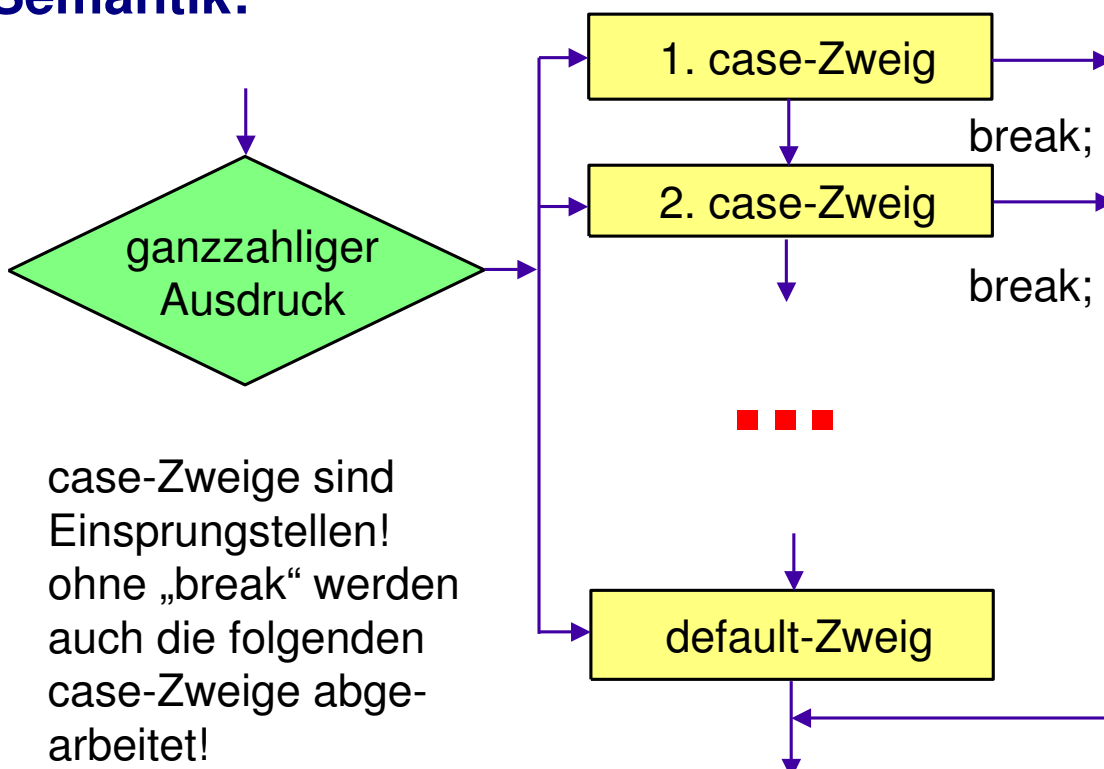 Semantik:
1. case-Zweig
break;
2. case-Zweig
break;
ganzzahliger
Ausdruck
case-Zweige sind
Einsprungstellen!
ohne „break“ werden
auch die folgenden
case-Zweige abge-
arbeitet!
default-Zweig